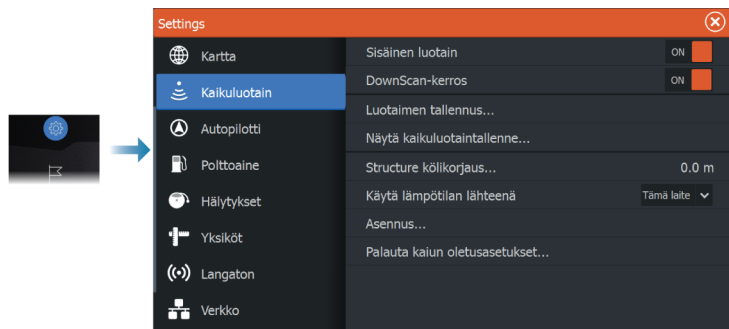 Settings
Kartta
Kaikuluotain
Autopilotti
Polttoaine
Hälytykset
Yksiköt
Langaton
Verkko
Sisäinen luotain ON
DownScan-kerros ON
Luotaimen tallennus...
Näytä kaikuluotaintallenne...
Structure kölikorjaus... 0.0 m
Käytä lämpötilan lähteenä Tämä laite
Asennus...
Palauta kaiun oletusasetukset...